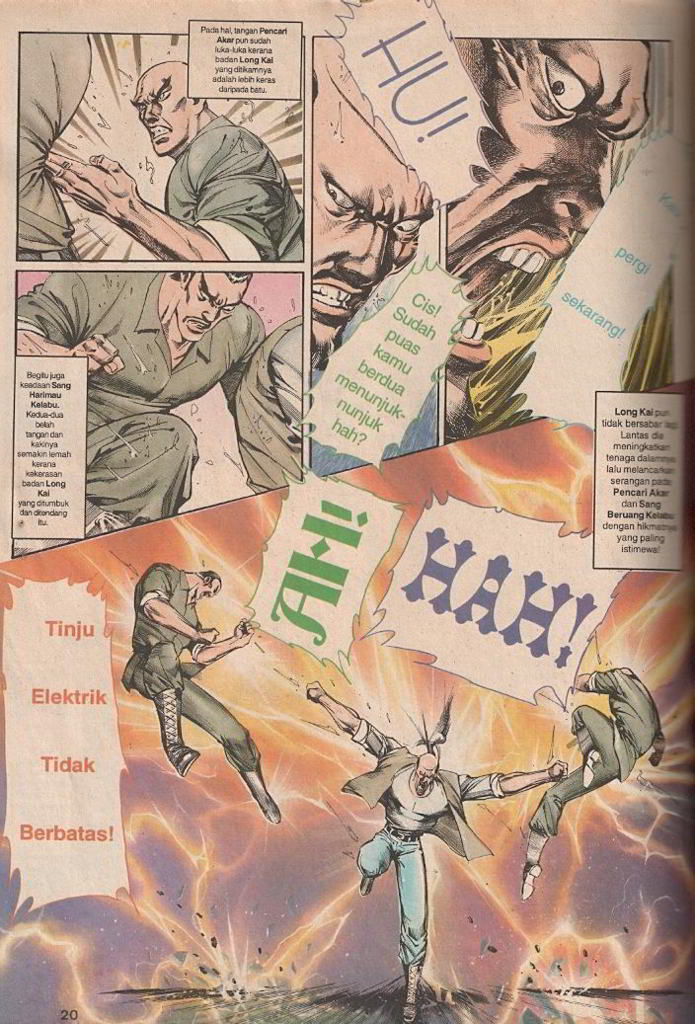 Pada hal, tangan Pencari
Akar pun sudah
luka-luka kerana
badan Long Kai
yang ditikamnya
adalah lebih keras
daripada batu.
HU!
Begitu juga
keadaan Sang
Harimau
Kelabu.
Kedua-dua
belah
tangan dan
kakinya
semakin lemah
kerana
kekerasan
badan Long
Kai
yang ditumbuk
dan ditendang
itu.
Cis!
Sudah
puas
kamu
berdua
menunjuk-
nunjuk
hah?
pergi
sekarang!
Long Kai pun
tidak bersabar lagi
Lantas dia
meningkatkan
tenaga dalamnya
lalu melancarkan
serangan pada
Pencari Akar
dan Sang
Beruang Kelabu
dengan hikmatnya
yang paling
istimewa!
AH!
HAH!
Tinju
Elektrik
Tidak
Berbatas!
20